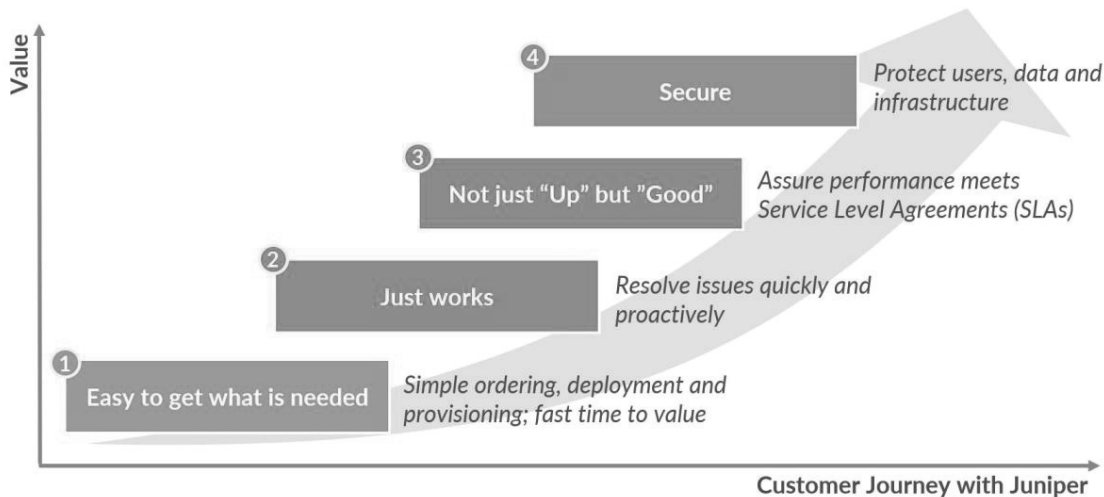 Value
4
Secure
Protect users, data and
infrastructure
3
Not just “Up” but ”Good”
Assure performance meets
Service Level Agreements (SLAs)
2
Just works
Resolve issues quickly and
proactively
1
Easy to get what is needed
Simple ordering, deployment and
provisioning; fast time to value
Customer Journey with Juniper